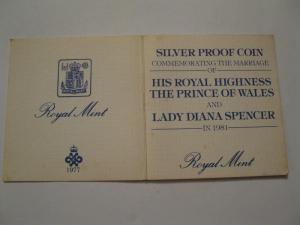 Royal Mint
1977
SILVER PROOF COIN
COMMEMORATING THE MARRIAGE
OF
HIS ROYAL HIGHNESS
THE PRINCE OF WALES
AND
LADY DIANA SPENCER
IN 1981
Royal Mint